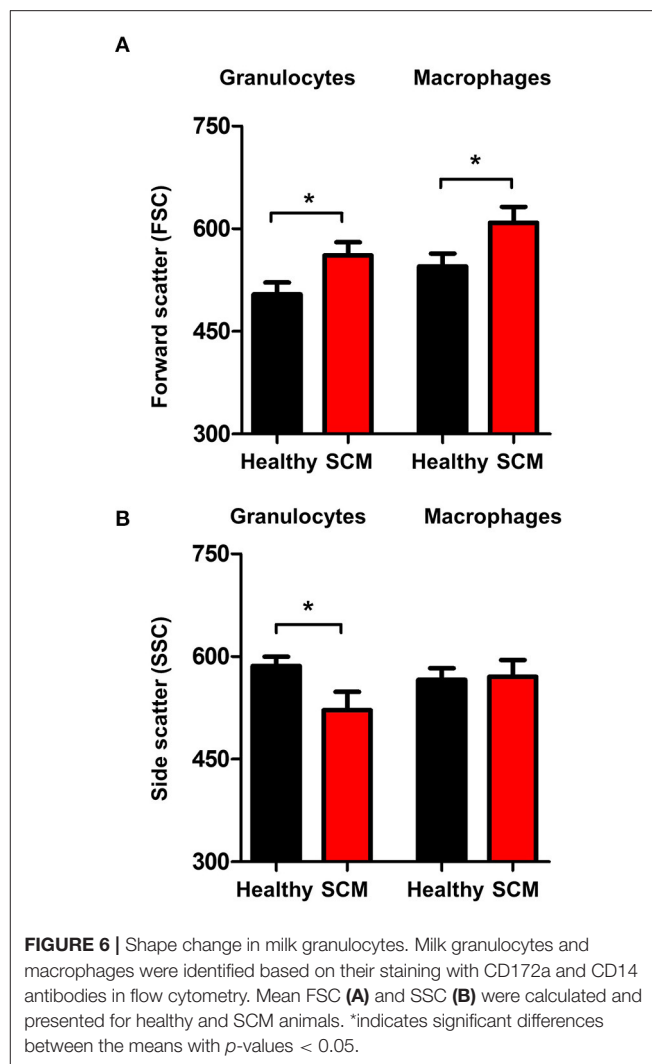 A
Granulocytes Macrophages
750
600
450
300
Forward scatter (FSC)
* *
Healthy SCM Healthy SCM
B
Granulocytes Macrophages
750
600
450
300
Side scatter (SSC)
*
Healthy SCM Healthy SCM
FIGURE 6 | Shape change in milk granulocytes. Milk granulocytes and
macrophages were identified based on their staining with CD172a and CD14
antibodies in flow cytometry. Mean FSC (A) and SSC (B) were calculated and
presented for healthy and SCM animals. *indicates significant differences
between the means with p-values < 0.05.